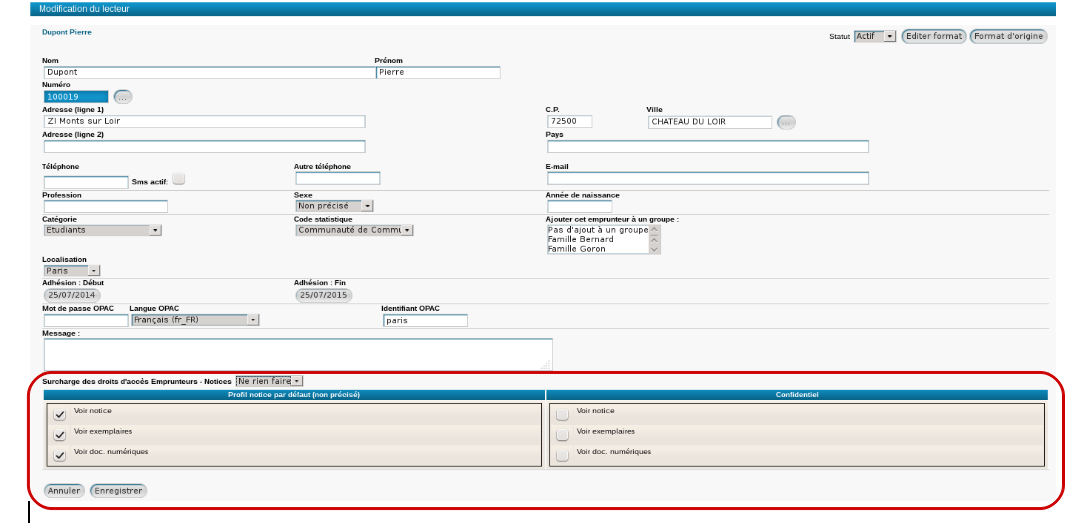 Modification du lecteur
Dupont Pierre
Statut Actif Editer format Format d'origine
Nom Prénom
Dupont Pierre
Numéro
100019 ...
Adresse (ligne 1) C.P. Ville
ZI Monts sur Loir 72500 CHATEAU DU LOIR ...
Adresse (ligne 2) Pays
Téléphone Autre téléphone E-mail
Sms actif:
Profession Sexe Année de naissance
Non précisé
Catégorie Code statistique Ajouter cet emprunteur à un groupe :
Etudiants Communauté de Commu Pas d'ajout à un groupe
Famille Bernard
Famille Goron
Localisation
Paris
Adhésion : Début Adhésion : Fin
25/07/2014 25/07/2015
Mot de passe OPAC Langue OPAC Identifiant OPAC
Français (fr_FR) paris
Message :
Surcharge des droits d'accès Emprunteurs - Notices Ne rien faire
Profil notice par défaut (non précisé) Confidentiel
Voir notice Voir notice
Voir exemplaires Voir exemplaires
Voir doc. numériques Voir doc. numériques
Annuler Enregistrer